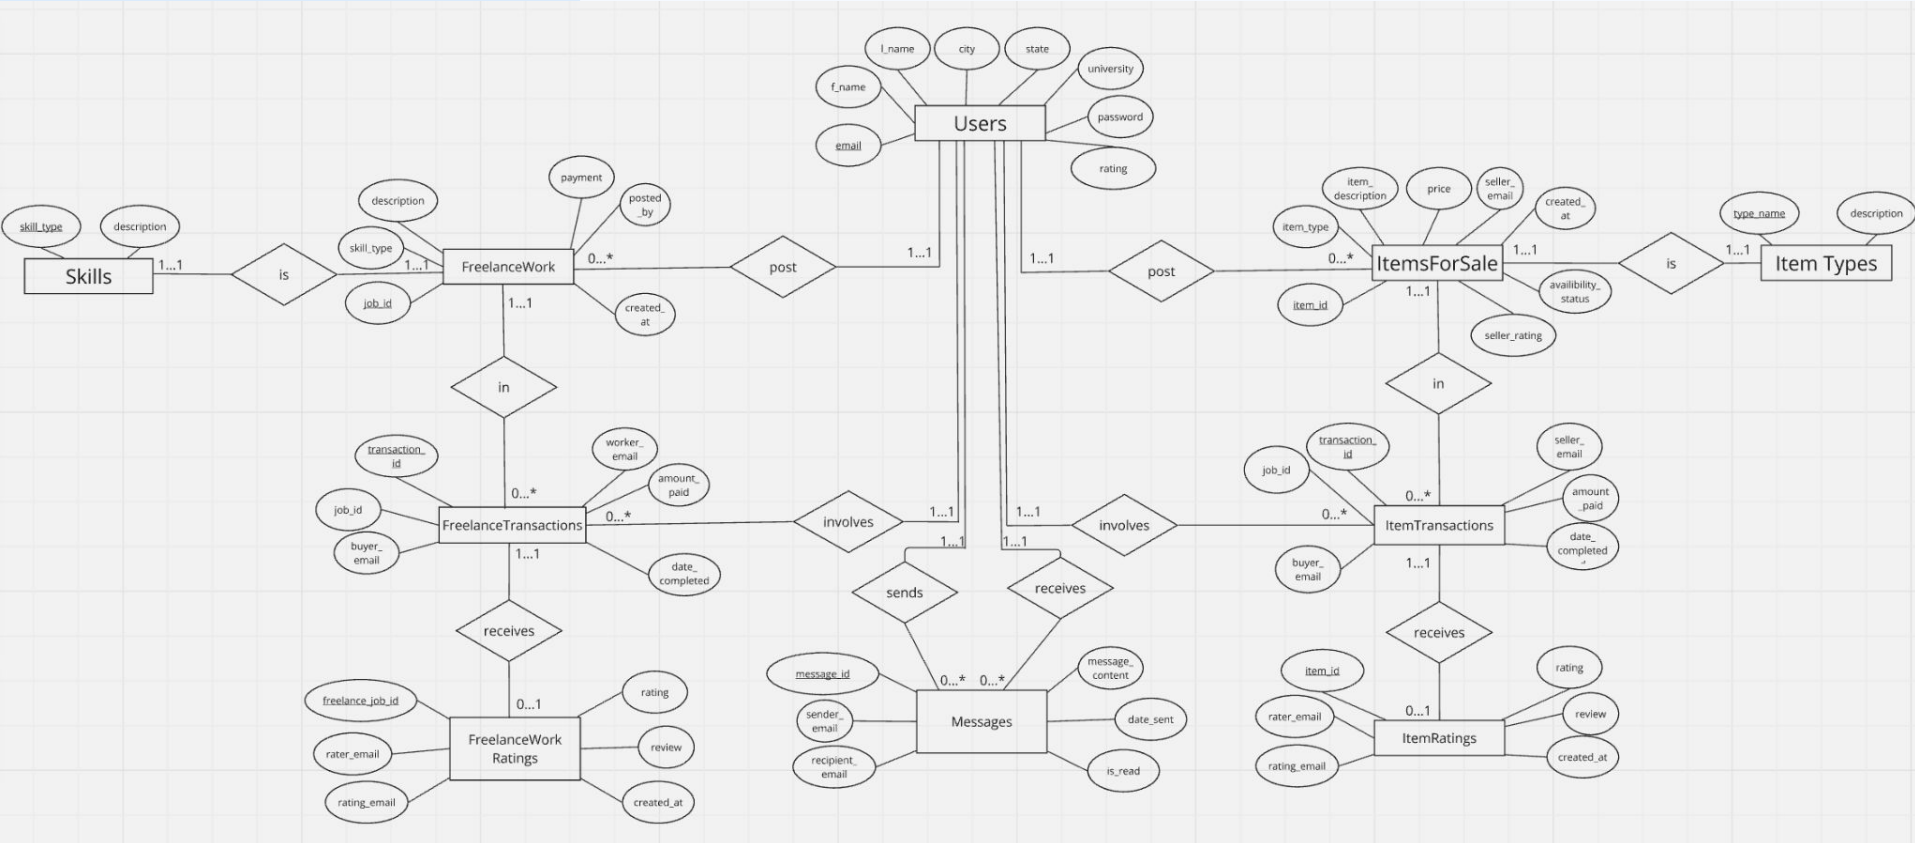 l_name
city
state
university
f_name
password
Users
email
rating
payment
description
posted
_by
skill_type
description
skill_type
Skills
1...1
is
1...1
FreelanceWork
0...*
post
1...1
job_id
created_
at
1...1
item_
description
price
seller_
email
created_
at
item_type
type_name
description
1...1
post
0...*
ItemsForSale
1...1
is
1...1
Item Types
item_id
1...1
availibility_
status
seller_rating
in
in
transaction_
id
worker_
email
amount_
paid
job_id
0...*
FreelanceTransactions
0...*
involves
1...1
buyer_
email
1...1
date_
completed
transaction_
id
seller_
email
job_id
amount
_paid
0...*
1...1
involves
0...*
ItemTransactions
date_
completed
buyer_
email
1...1
1...1
1...1
sends
receives
receives
receives
message_id
message_
content
0...*
0...*
sender_
email
Messages
date_sent
recipient_
email
is_read
freelance_job_id
rating
0...1
FreelanceWork
Ratings
rater_email
review
rating_email
created_at
item_id
rating
rater_email
0...1
review
ItemRatings
rating_email
created_at